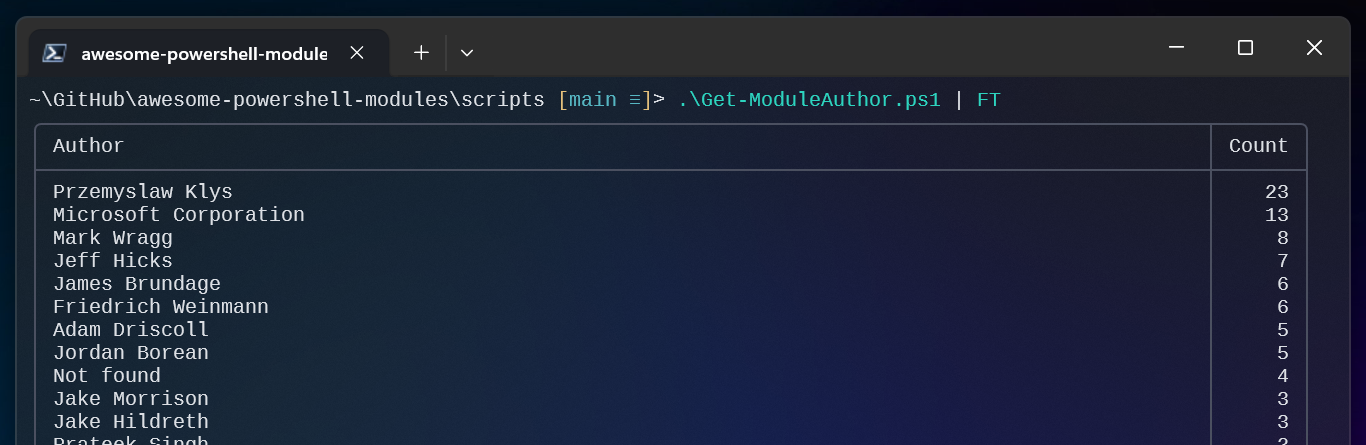 awesome-powershell-module
~\GitHub\awesome-powershell-modules\scripts [main ≡]> .\Get-ModuleAuthor.ps1 | FT
Author Count
Przemyslaw Klys 23
Microsoft Corporation 13
Mark Wragg 8
Jeff Hicks 7
James Brundage 6
Friedrich Weinmann 6
Adam Driscoll 5
Jordan Borean 5
Not found 4
Jake Morrison 3
Jake Hildreth 3
Prateek Singh